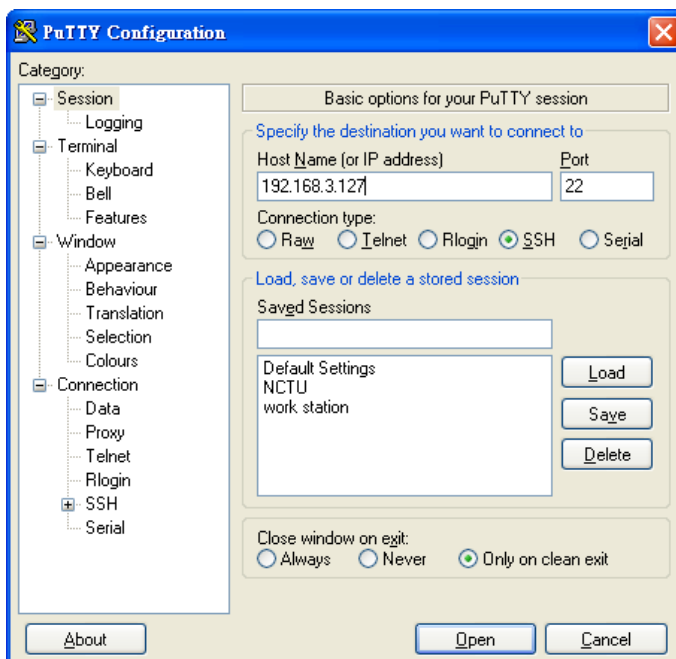 PuTTY Configuration
Category:
Session
Logging
Terminal
Keyboard
Bell
Features
Window
Appearance
Behaviour
Translation
Selection
Colours
Connection
Data
Proxy
Telnet
Rlogin
SSH
Serial
Basic options for your PuTTY session
Specify the destination you want to connect to
Host Name (or IP address) Port
192.168.3.127 22
Connection type:
Raw Telnet Rlogin SSH Serial
Load, save or delete a stored session
Saved Sessions
Default Settings
NCTU
work station
Load
Save
Delete
Close window on exit:
Always Never Only on clean exit
About Open Cancel